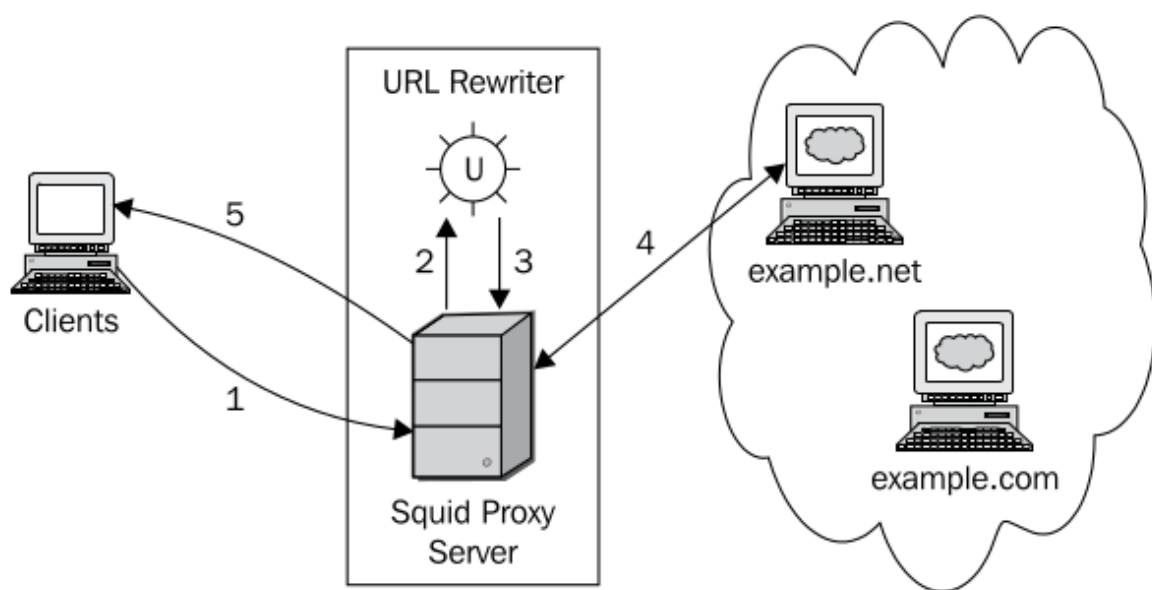 URL Rewriter
U
5
2
3
4
1
Clients
Squid Proxy
Server
example.net
example.com